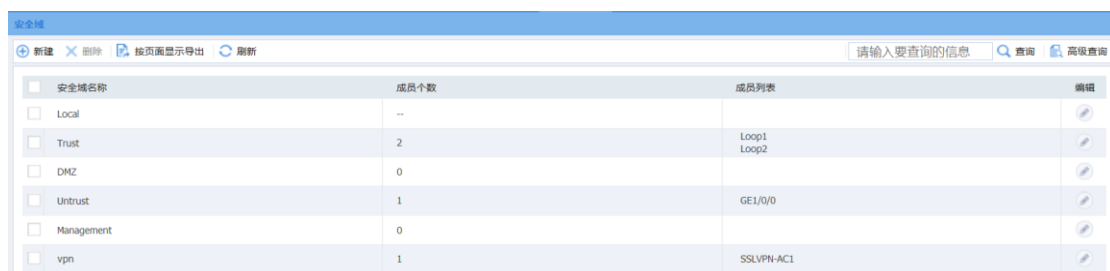 安全域
新建 删除 按页面显示导出 刷新 请输入要查询的信息 查询 高级查询
安全域名称 成员个数 成员列表 编辑
Local --
Trust 2 Loop1
Loop2
DMZ 0
Untrust 1 GE1/0/0
Management 0
vpn 1 SSLVPN-AC1